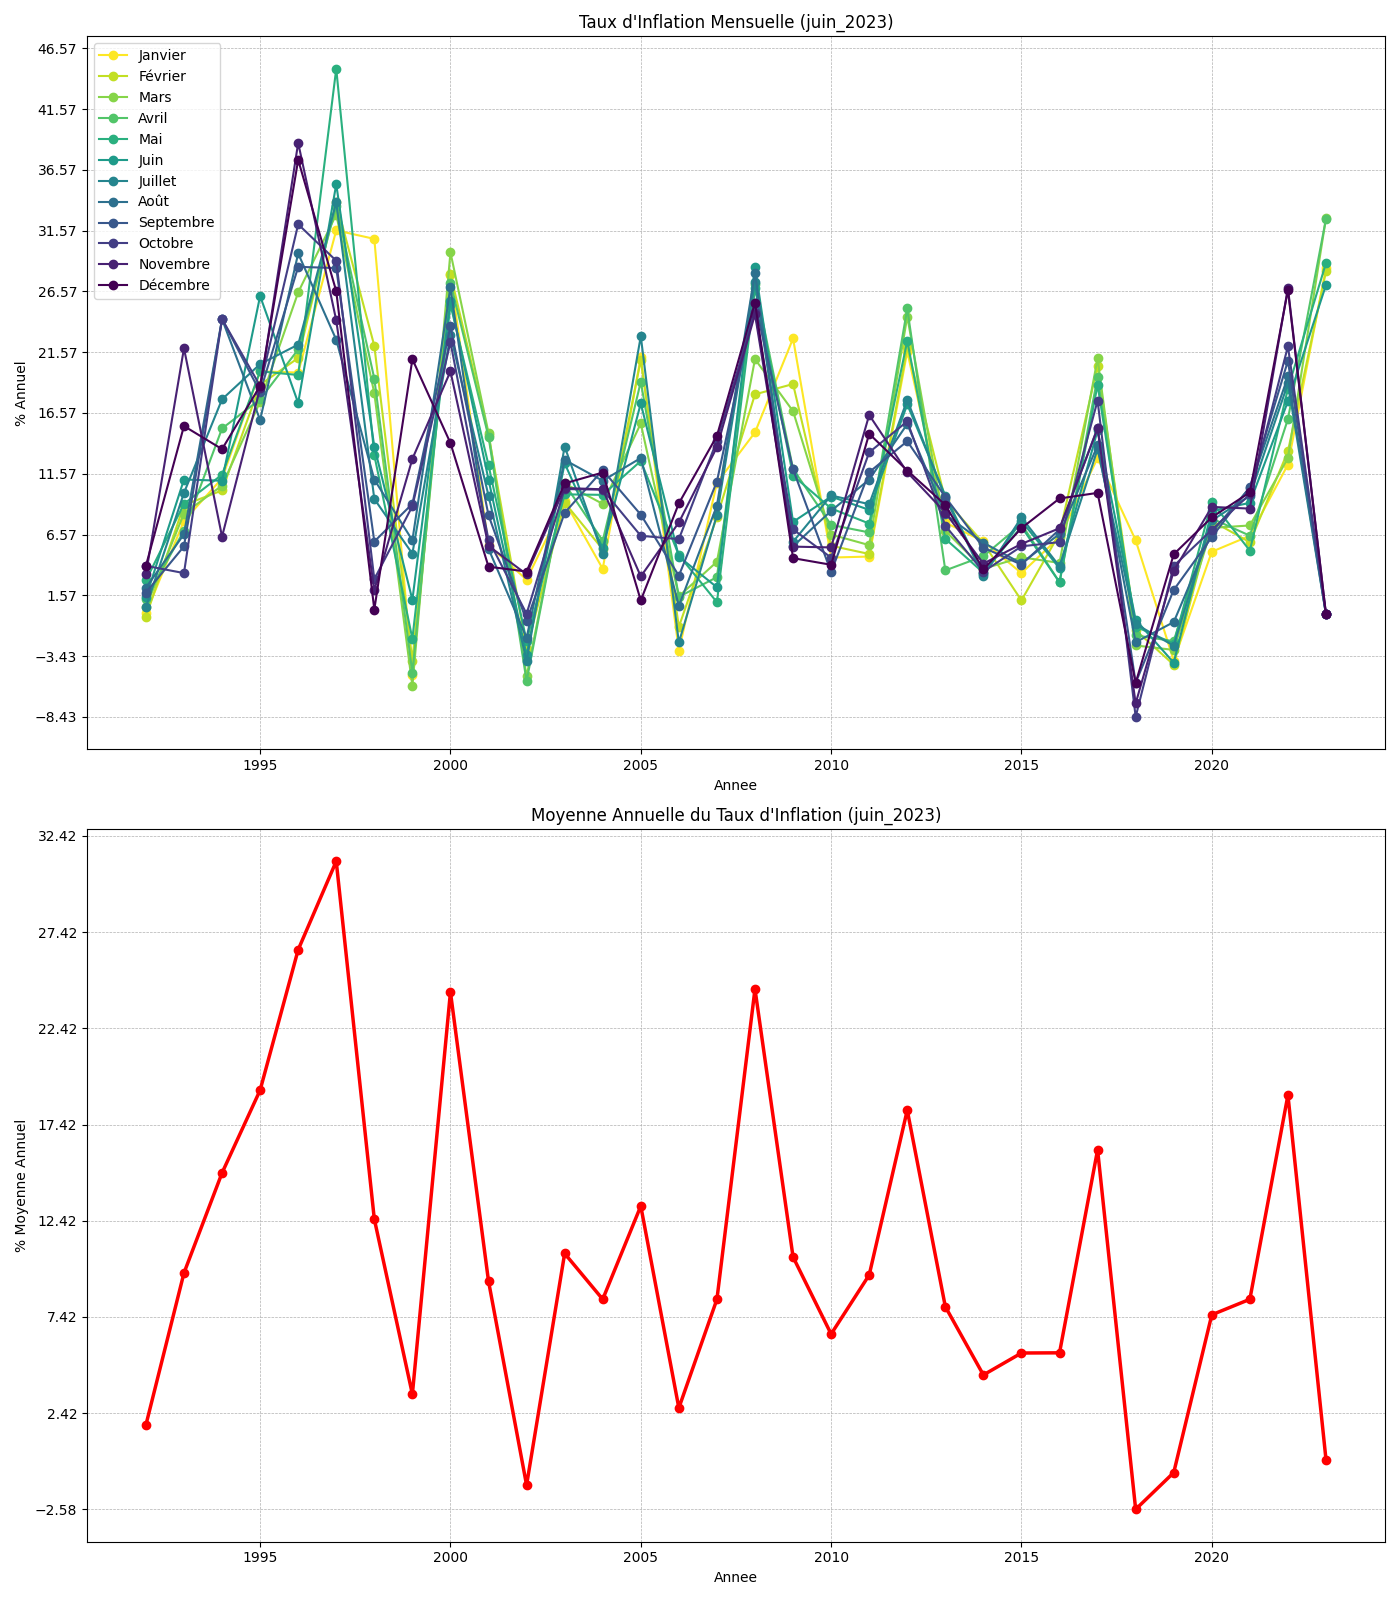 Taux d'Inflation Mensuelle (juin_2023)
46.57
41.57
36.57
31.57
26.57
21.57
16.57
11.57
6.57
1.57
−3.43
−8.43
% Annuel
Janvier
Février
Mars
Avril
Mai
Juin
Juillet
Août
Septembre
Octobre
Novembre
Décembre
1995 2000 2005 2010 2015 2020
Annee
Moyenne Annuelle du Taux d'Inflation (juin_2023)
32.42
27.42
22.42
17.42
12.42
7.42
2.42
−2.58
% Moyenne Annuel
1995 2000 2005 2010 2015 2020
Annee